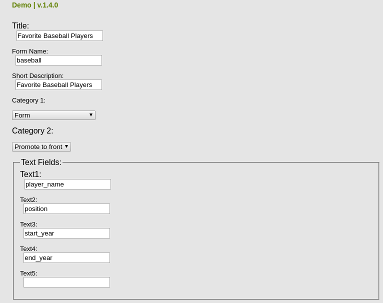 Demo | v.1.4.0
Title:
Favorite Baseball Players
Form Name:
baseball
Short Description:
Favorite Baseball Players
Category 1:
Form
Category 2:
Promote to front
Text Fields:
Text1:
player_name
Text2:
position
Text3:
start_year
Text4:
end_year
Text5: